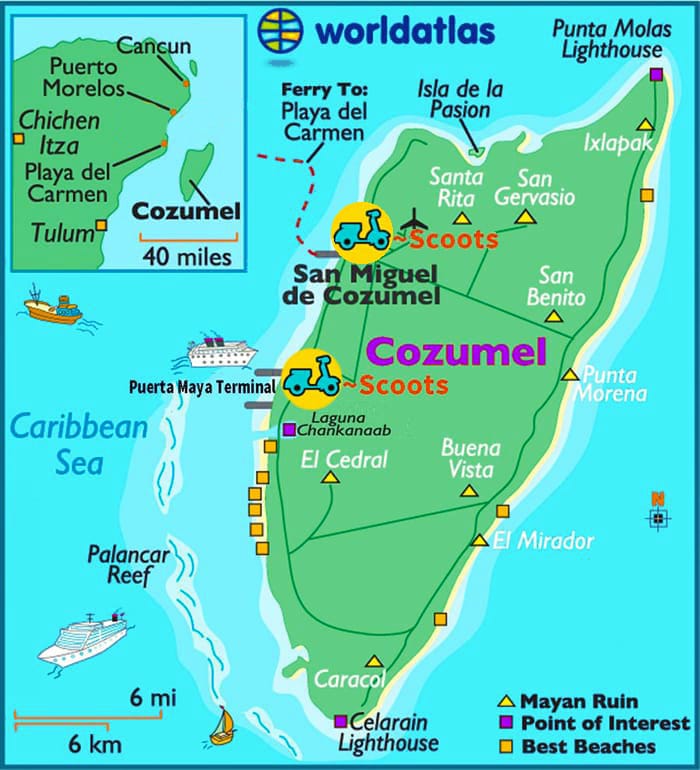 worldatlas
Punta Molas
Lighthouse
Cancun
Puerto
Morelos
Chichen
Itza
Playa del
Carmen
Cozumel
Tulum
40 miles
Ferry To:
Playa del
Carmen
Isla de la
Pasion
Ixlapak
Santa
Rita
San
Gervasio
~Scoots
San Miguel
de Cozumel
San
Benito
Cozumel
Puerta Maya Terminal
~Scoots
Punta
Morena
Laguna
Chankanaab
Caribbean
Sea
El Cedral
Buena
Vista
N
El Mirador
Palancar
Reef
Caracol
6 mi
6 km
Celarain
Lighthouse
Mayan Ruin
Point of Interest
Best Beaches